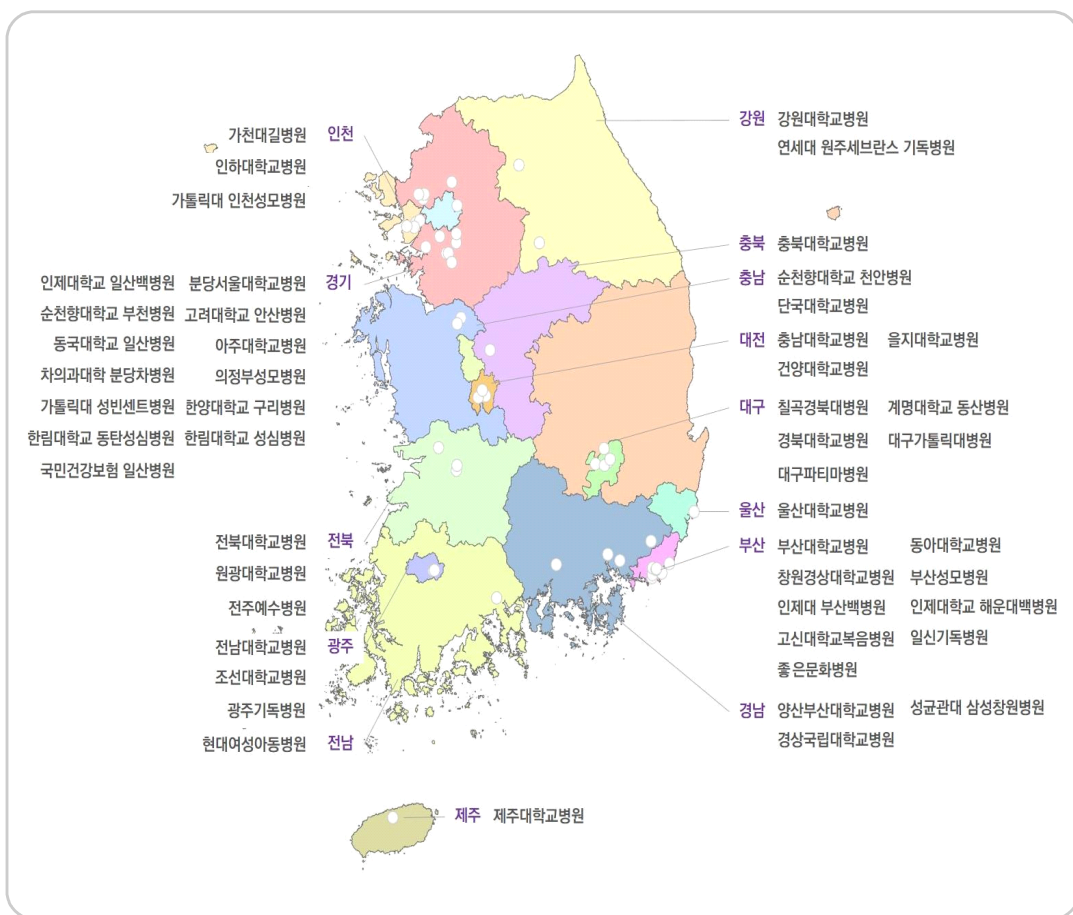 인천
가천대길병원
인하대학교병원
가톨릭대 인천성모병원
경기
인제대학교 일산백병원 분당서울대학교병원
순천향대학교 부천병원 고려대학교 안산병원
동국대학교 일산병원 아주대학교병원
차의과대학 분당차병원 의정부성모병원
가톨릭대 성빈센트병원 한양대학교 구리병원
한림대학교 동탄성심병원 한림대학교 성심병원
국민건강보험 일산병원
전북
전북대학교병원
원광대학교병원
전주예수병원
광주
전남대학교병원
조선대학교병원
광주기독병원
전남
현대여성아동병원
강원 강원대학교병원
연세대 원주세브란스 기독병원
충북 충북대학교병원
충남 순천향대학교 천안병원
단국대학교병원
대전 충남대학교병원 을지대학교병원
건양대학교병원
대구 칠곡경북대병원 계명대학교 동산병원
경북대학교병원 대구가톨릭대병원
대구파티마병원
울산 울산대학교병원
부산 부산대학교병원 동아대학교병원
창원경상대학교병원 부산성모병원
인제대 부산백병원 인제대학교 해운대백병원
고신대학교복음병원 일신기독병원
좋은문화병원
경남 양산부산대학교병원 성균관대 삼성창원병원
경상국립대학교병원
제주 제주대학교병원